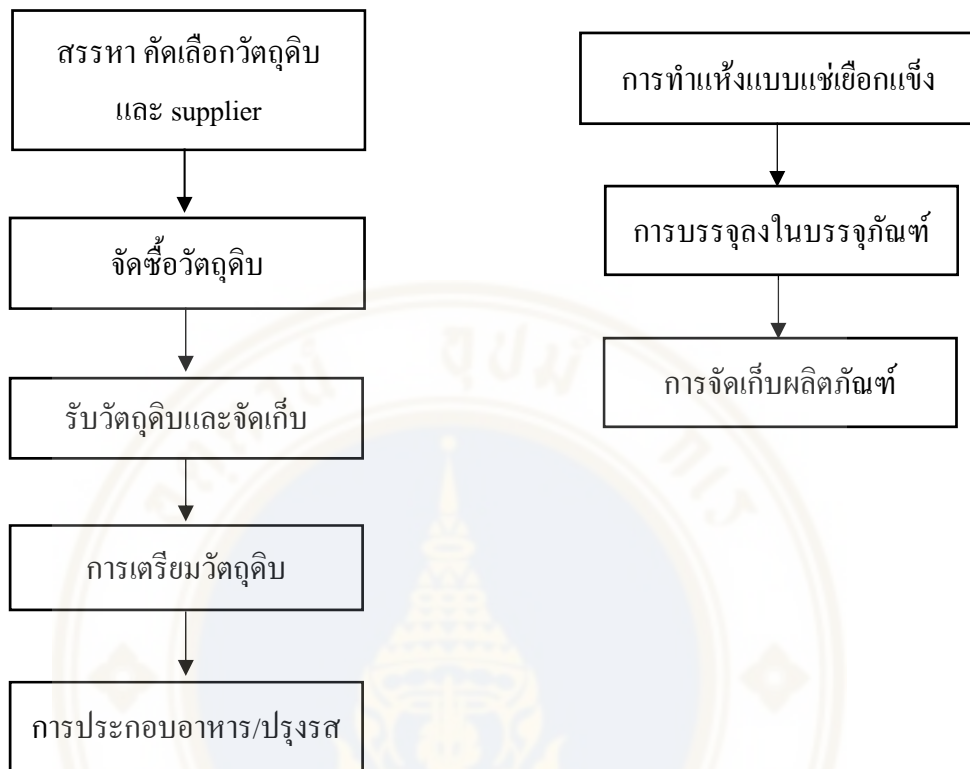 สรรหา คัดเลือกวัตถุดิบ
และ supplier
จัดซื้อวัตถุดิบ
รับวัตถุดิบและจัดเก็บ
การเตรียมวัตถุดิบ
การประกอบอาหาร/ปรุงรส
การทำแห้งแบบแช่เยือกแข็ง
การบรรจุลงในบรรจุภัณฑ์
การจัดเก็บผลิตภัณฑ์